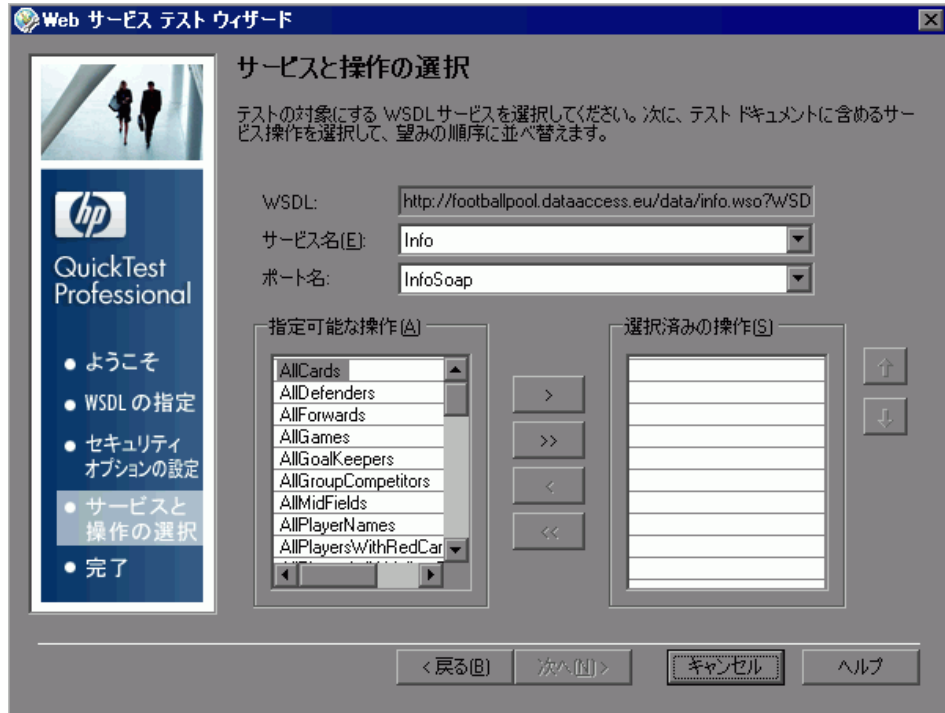 Web サービス テスト ウィザード
サービスと操作の選択
テストの対象にする WSDLサービスを選択してください。次に、テスト ドキュメントに含めるサー
ビス操作を選択して、望みの順序に並べ替えます。
WSDL:
http://footballpool.dataaccess.eu/data/info.wso?WSD
サービス名(E):
Info
ポート名:
InfoSoap
hp
QuickTest
Professional
● ようこそ
● WSDL の指定
● セキュリティ
オプションの設定
● サービスと
操作の選択
● 完了
指定可能な操作(A)
AllCards
AllDefenders
AllForwards
AllGames
AllGoalKeepers
AllGroupCompetitors
AllMidFields
AllPlayerNames
AllPlayersWithRedCar
>
>>
<
<<
選択済みの操作(S)
< 戻る(B)
次へ(N) >
キャンセル
ヘルプ